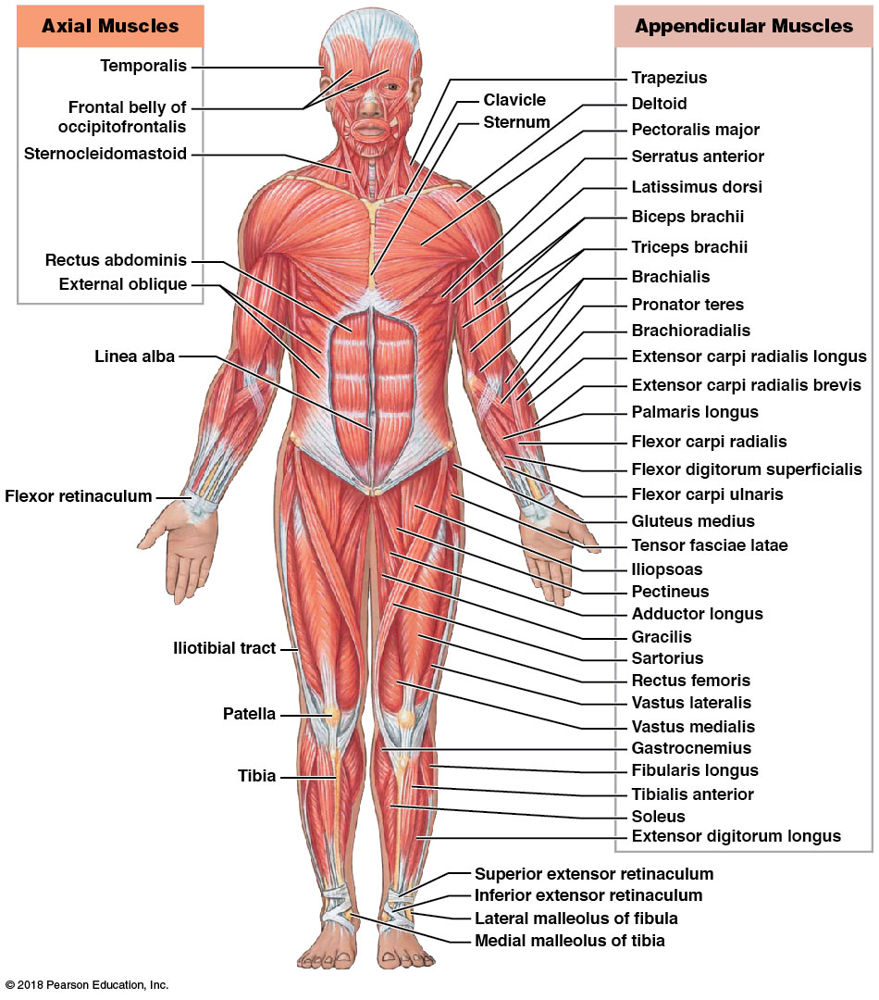 Axial Muscles
Temporalis
Frontal belly of
occipitofrontalis
Sternocleidomastoid
Rectus abdominis
External oblique
Linea alba
Flexor retinaculum
Iliotibial tract
Patella
Tibia
Clavicle
Sternum
Appendicular Muscles
Trapezius
Deltoid
Pectoralis major
Serratus anterior
Latissimus dorsi
Biceps brachii
Triceps brachii
Brachialis
Pronator teres
Brachioradialis
Extensor carpi radialis longus
Extensor carpi radialis brevis
Palmaris longus
Flexor carpi radialis
Flexor digitorum superficialis
Flexor carpi ulnaris
Gluteus medius
Tensor fasciae latae
Iliopsoas
Pectineus
Adductor longus
Gracilis
Sartorius
Rectus femoris
Vastus lateralis
Vastus medialis
Gastrocnemius
Fibularis longus
Tibialis anterior
Soleus
Extensor digitorum longus
Superior extensor retinaculum
Inferior extensor retinaculum
Lateral malleolus of fibula
Medial malleolus of tibia
© 2018 Pearson Education, Inc.